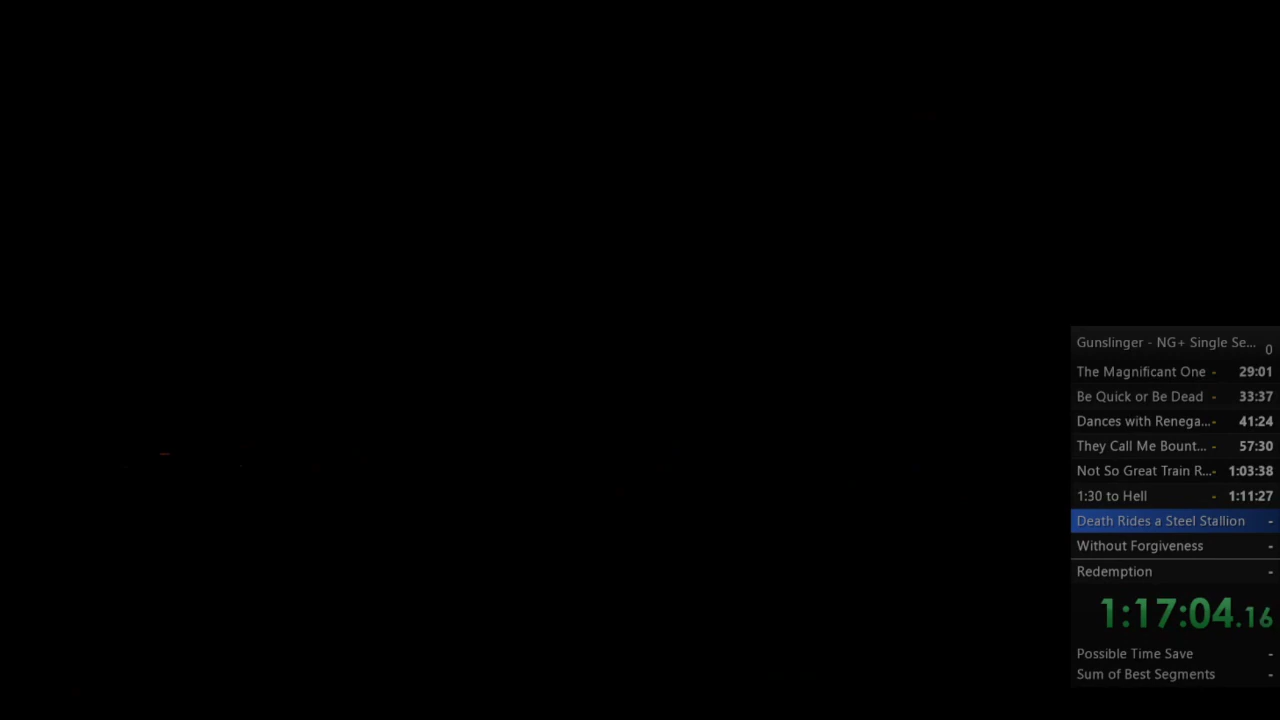 Gunslinger - NG+ Single Se... 0
The Magnificant One - 29:01
Be Quick or Be Dead - 33:37
Dances with Renega... - 41:24
They Call Me Bount... - 57:30
Not So Great Train R... - 1:03:38
1:30 to Hell - 1:11:27
Death Rides a Steel Stallion -
Without Forgiveness -
Redemption -
1:17:04.16
Possible Time Save -
Sum of Best Segments -